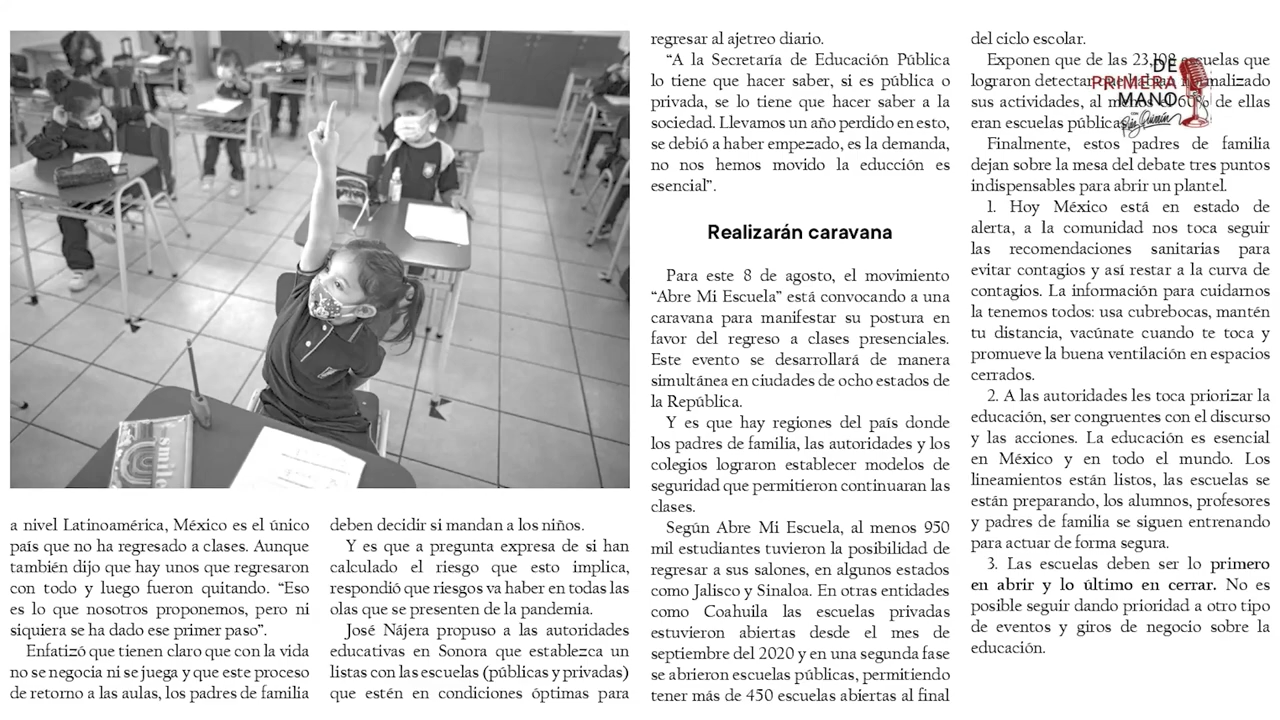 a nivel Latinoamérica, México es el único
país que no ha regresado a clases. Aunque
también dijo que hay unos que regresaron
con todo y luego fueron quitando. “Eso
es lo que nosotros proponemos, pero ni
siquiera se ha dado ese primer paso”.
Enfatizó que tienen claro que con la vida
no se negocia ni se juega y que este proceso
de retorno a las aulas, los padres de familia
deben decidir si mandan a los niños.
Y es que a pregunta expresa de si han
calculado el riesgo que esto implica,
respondió que riesgos va haber en todas las
olas que se presenten de la pandemia.
José Nájera propuso a las autoridades
educativas en Sonora que establezca un
listas con las escuelas (públicas y privadas)
que estén en condiciones óptimas para
regresar al ajetreo diario.
“A la Secretaría de Educación Pública
lo tiene que hacer saber, si es pública o
privada, se lo tiene que hacer saber a la
sociedad. Llevamos un año perdido en esto,
se debió a haber empezado, es la demanda,
no nos hemos movido la educción es
esencial”.
Realizarán caravana
Para este 8 de agosto, el movimiento
“Abre Mi Escuela” está convocando a una
caravana para manifestar su postura en
favor del regreso a clases presenciales.
Este evento se desarrollará de manera
simultánea en ciudades de ocho estados de
la República.
Y es que hay regiones del país donde
los padres de familia, las autoridades y los
colegios lograron establecer modelos de
seguridad que permitieron continuaran las
clases.
Según Abre Mi Escuela, al menos 950
mil estudiantes tuvieron la posibilidad de
regresar a sus salones, en algunos estados
como Jalisco y Sinaloa. En otras entidades
como Coahuila las escuelas privadas
estuvieron abiertas desde el mes de
septiembre del 2020 y en una segunda fase
se abrieron escuelas públicas, permitiendo
tener más de 450 escuelas abiertas al final
del ciclo escolar.
Exponen que de las escuelas que
lograron detectar normalizado
sus actividades, al 60% de ellas
eran escuelas públicas
DE
PRIMERA
MANO
Finalmente, estos padres de familia
dejan sobre la mesa del debate tres puntos
indispensables para abrir un plantel.
1. Hoy México está en estado de
alerta, a la comunidad nos toca seguir
las recomendaciones sanitarias para
evitar contagios y así restar a la curva de
contagios. La información para cuidarnos
la tenemos todos: usa cubrebocas, mantén
tu distancia, vacúnate cuando te toca y
promueve la buena ventilación en espacios
cerrados.
2. A las autoridades les toca priorizar la
educación, ser congruentes con el discurso
y las acciones. La educación es esencial
en México y en todo el mundo. Los
lineamientos están listos, las escuelas se
están preparando, los alumnos, profesores
y padres de familia se siguen entrenando
para actuar de forma segura.
3. Las escuelas deben ser lo primero
en abrir y lo último en cerrar. No es
posible seguir dando prioridad a otro tipo
de eventos y giros de negocio sobre la
educación.